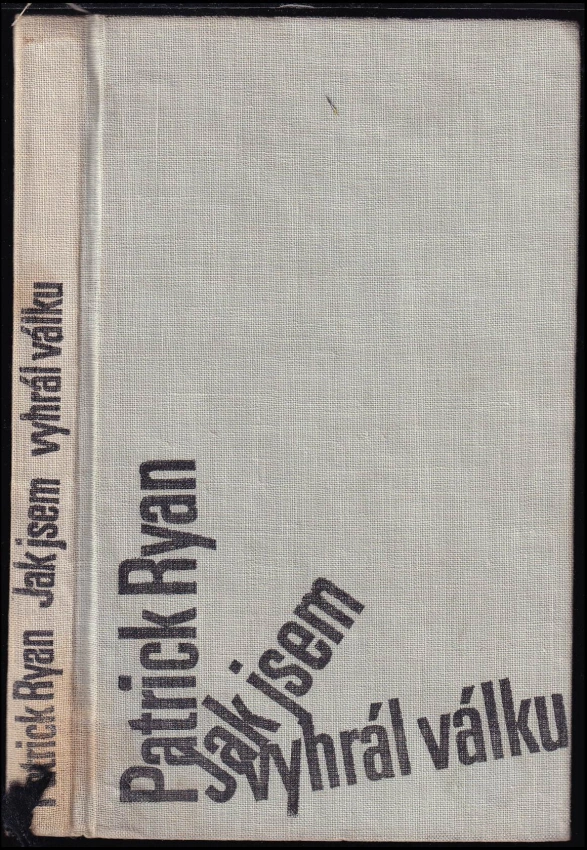 Patrick Ryan Jak jsem vyhrál válku
Patrick Ryan
Jak jsem
vyhrál válku